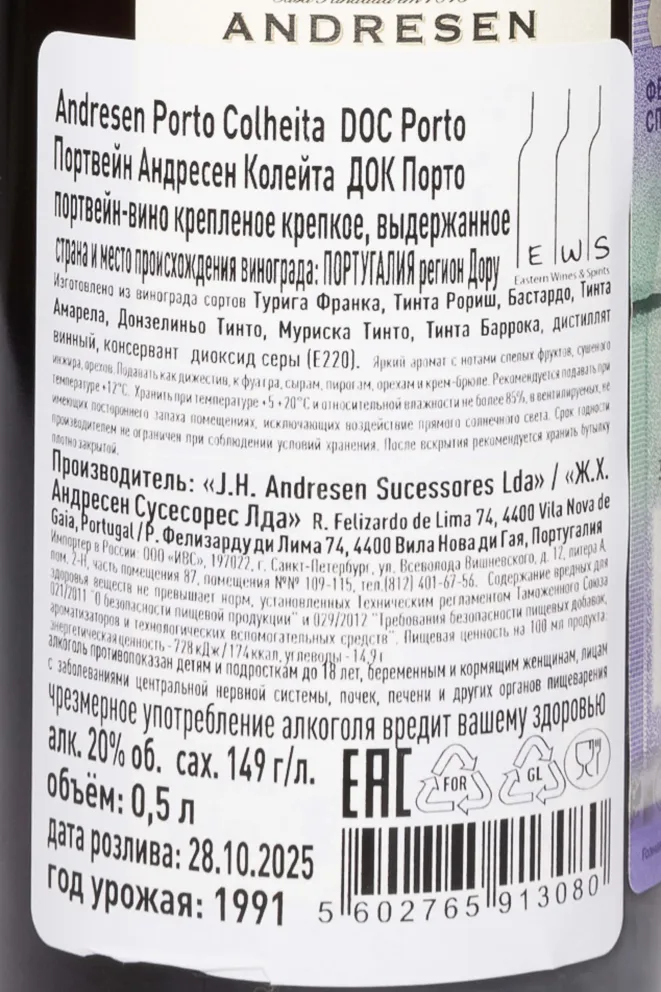 ANDRESEN
Andresen Porto Colheita DOC Porto
Портвейн Андресен Колейта ДОК Порто
портвейн-вино крепленое крепкое, выдержанное
страна и место происхождения винограда: ПОРТУГАЛИЯ регион Дору
E W S
Eastern Wines & Spirits
Изготовлено из винограда сортов Турига Франка, Тинта Рориш, Бастардо, Тинта
Амарела, Донзелиньо Тинто, Муриска Тинто, Тинта Баррока, дистиллят
винный, консервант диоксид серы (Е220). Яркий аромат с нотами спелых фруктов, сушеного
инжира, орехов. Подавать как дижестив, к фуа гра, сырам, пирогам, орехам и крем-брюле. Рекомендуется подавать при
температуре +12°С. Хранить при температуре +5 +20°С и относительной влажности не более 85%, в вентилируемых, не
имеющих постороннего запаха помещениях, исключающих воздействие прямого солнечного света. Срок годности
производителем не ограничен при соблюдении условий хранения. После вскрытия рекомендуется хранить бутылку
плотно закрытой.
Производитель: «J.H. Andresen Sucessores Lda» / «Ж.Х.
Андресен Сусесорес Лда» R. Felizardo de Lima 74, 4400 Vila Nova de
Gaia, Portugal / Р. Фелизарду ди Лима 74, 4400 Вила Нова ди Гая, Португалия
Импортер в России: ООО «ИВС», 197022, г. Санкт-Петербург, ул. Всеволода Вишневского, д. 12, литера А,
пом. 2-Н, часть помещения 87, помещения №№ 109-115, тел.(812) 401-67-56. Содержание вредных для
здоровья веществ не превышает норм, установленных Техническим регламентом Таможенного Союза
021/2011 "О безопасности пищевой продукции" и 029/2012 "Требования безопасности пищевых добавок,
ароматизаторов и технологических вспомогательных средств". Пищевая ценность на 100 мл продукта:
энергетическая ценность - 728 кДж / 174 ккал, углеводы - 14,9 г
алкоголь противопоказан детям и подросткам до 18 лет, беременным и кормящим женщинам, лицам
с заболеваниями центральной нервной системы, почек, печени и других органов пищеварения
чрезмерное употребление алкоголя вредит вашему здоровью
алк. 20% об. сах. 149 г/л.
объём: 0,5 л
дата розлива: 28.10.2025
год урожая: 1991
EAC
FOR
GL
5 602765 913080